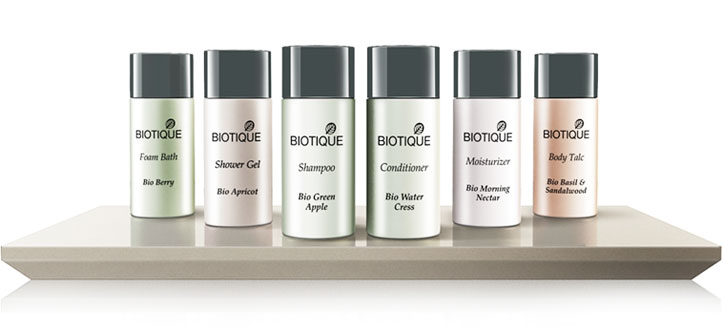 BIOTIQUE
Foam Bath
Bio Berry
BIOTIQUE
Shower Gel
Bio Apricot
BIOTIQUE
Shampoo
Bio Green
Apple
BIOTIQUE
Conditioner
Bio Water
Cress
BIOTIQUE
Moisturizer
Bio Morning
Nectar
BIOTIQUE
Body Talc
Bio Basil &
Sandalwood